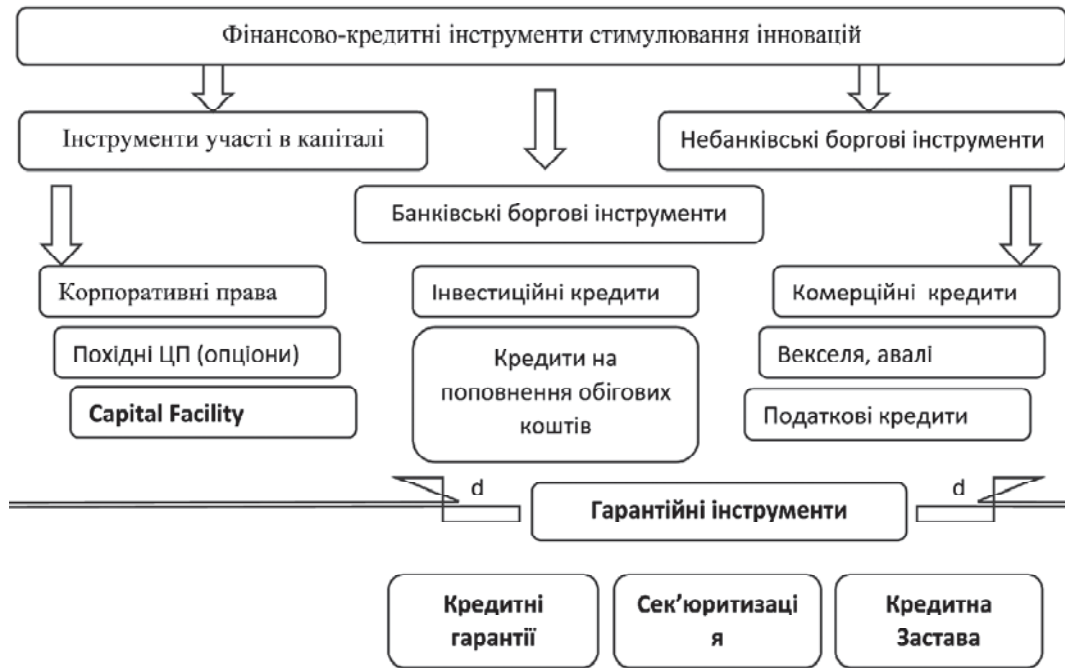 Фінансово-кредитні інструменти стимулювання інновацій
Інструменти участі в капіталі
Небанківські боргові інструменти
Банківські боргові інструменти
Корпоративні права
Інвестиційні кредити
Комерційні кредити
Похідні ЦП (опціони)
Кредити на
поповнення обігових
коштів
Векселя, авалі
Capital Facility
Податкові кредити
d
d
Гарантійні інструменти
Кредитні
гарантії
Сек’юритизаці
я
Кредитна
Застава